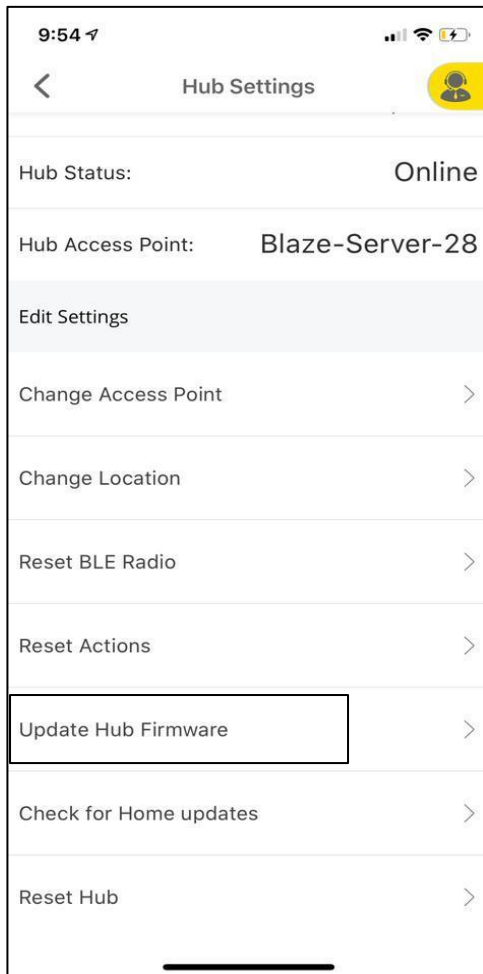 9:54
Hub Settings
Hub Status: Online
Hub Access Point: Blaze-Server-28
Edit Settings
Change Access Point
Change Location
Reset BLE Radio
Reset Actions
Update Hub Firmware
Check for Home updates
Reset Hub